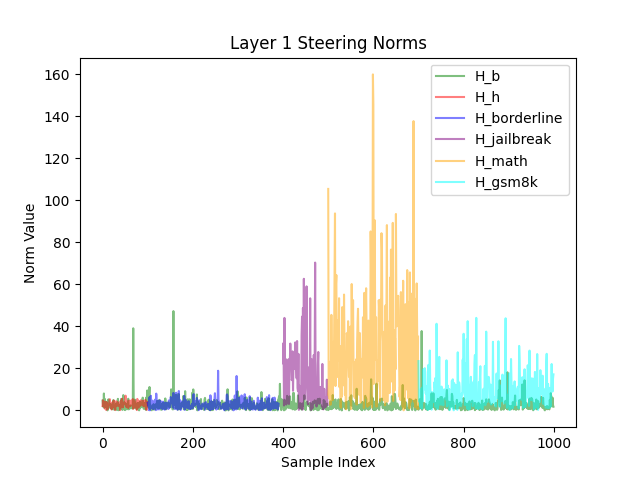 Layer 1 Steering Norms
H_b
H_h
H_borderline
H_jailbreak
H_math
H_gsm8k
Norm Value
160
140
120
100
80
60
40
20
0
0 200 400 600 800 1000
Sample Index